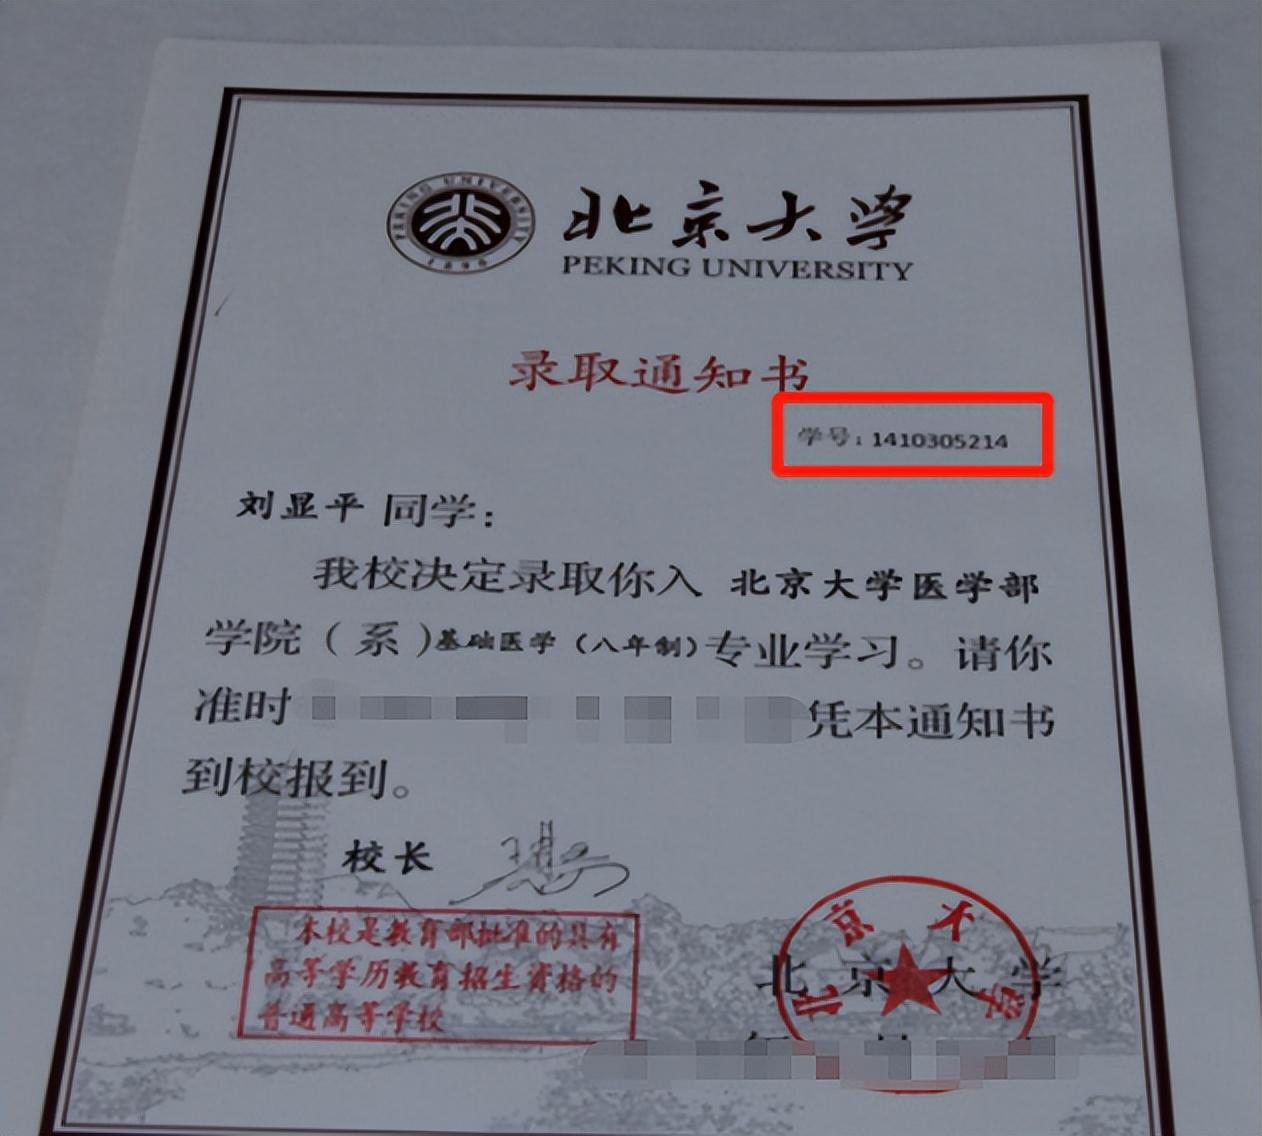 PEKING UNIVERSITY
1898
北京大学
PEKING UNIVERSITY
录取通知书
学号：1410305214
刘显平 同学：
我校决定录取你入 北京大学医学部
学院（系）基础医学（八年制）专业学习。请你
准时 凭本通知书
到校报到。
校长
本校是教育部批准的具有
高等学历教育招生资格的
普通高等学校
北京大学
北京大学